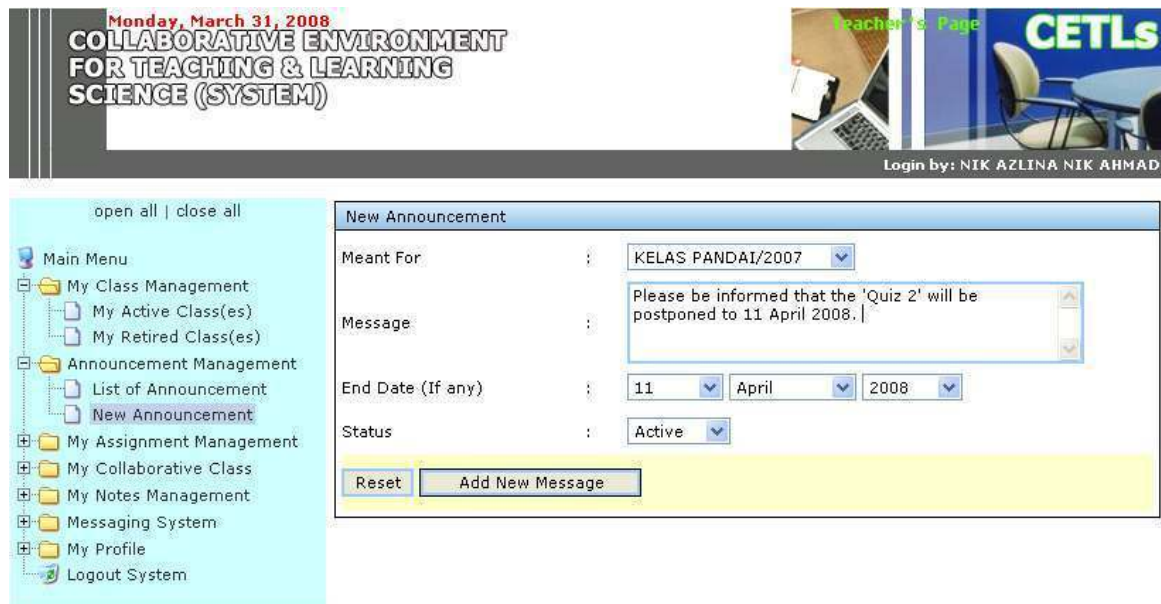 Monday, March 31, 2008
COLLABORATIVE ENVIRONMENT
FOR TEACHING & LEARNING
SCIENCE (SYSTEM)
Teacher's Page
CETLs
Login by: NIK AZLINA NIK AHMAD
open all | close all
Main Menu
My Class Management
My Active Class(es)
My Retired Class(es)
Announcement Management
List of Announcement
New Announcement
My Assignment Management
My Collaborative Class
My Notes Management
Messaging System
My Profile
Logout System
New Announcement
Meant For : KELAS PANDAI/2007
Message : Please be informed that the 'Quiz 2' will be
postponed to 11 April 2008.
End Date (If any) : 11 April 2008
Status : Active
Reset Add New Message